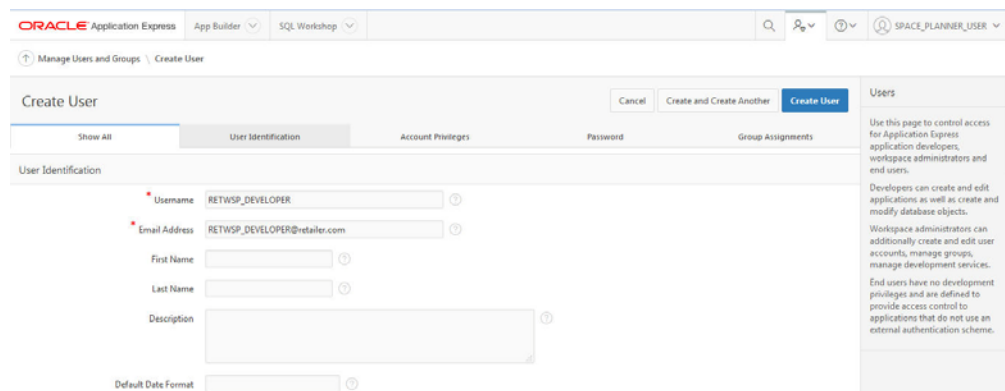 ORACLE Application Express App Builder SQL Workshop SPACE_PLANNER_USER
Manage Users and Groups \ Create User
Create User
Cancel Create and Create Another Create User
Show All User Identification Account Privileges Password Group Assignments
User Identification
* Username RETWSP_DEVELOPER
* Email Address RETWSP_DEVELOPER@retailer.com
First Name
Last Name
Description
Default Date Format
Users
Use this page to control access
for Application Express
application developers,
workspace administrators and
end users.
Developers can create and edit
applications as well as create and
modify database objects.
Workspace administrators can
additionally create and edit user
accounts, manage groups,
manage development services.
End users have no development
privileges and are defined to
provide access control to
applications that do not use an
external authentication scheme.